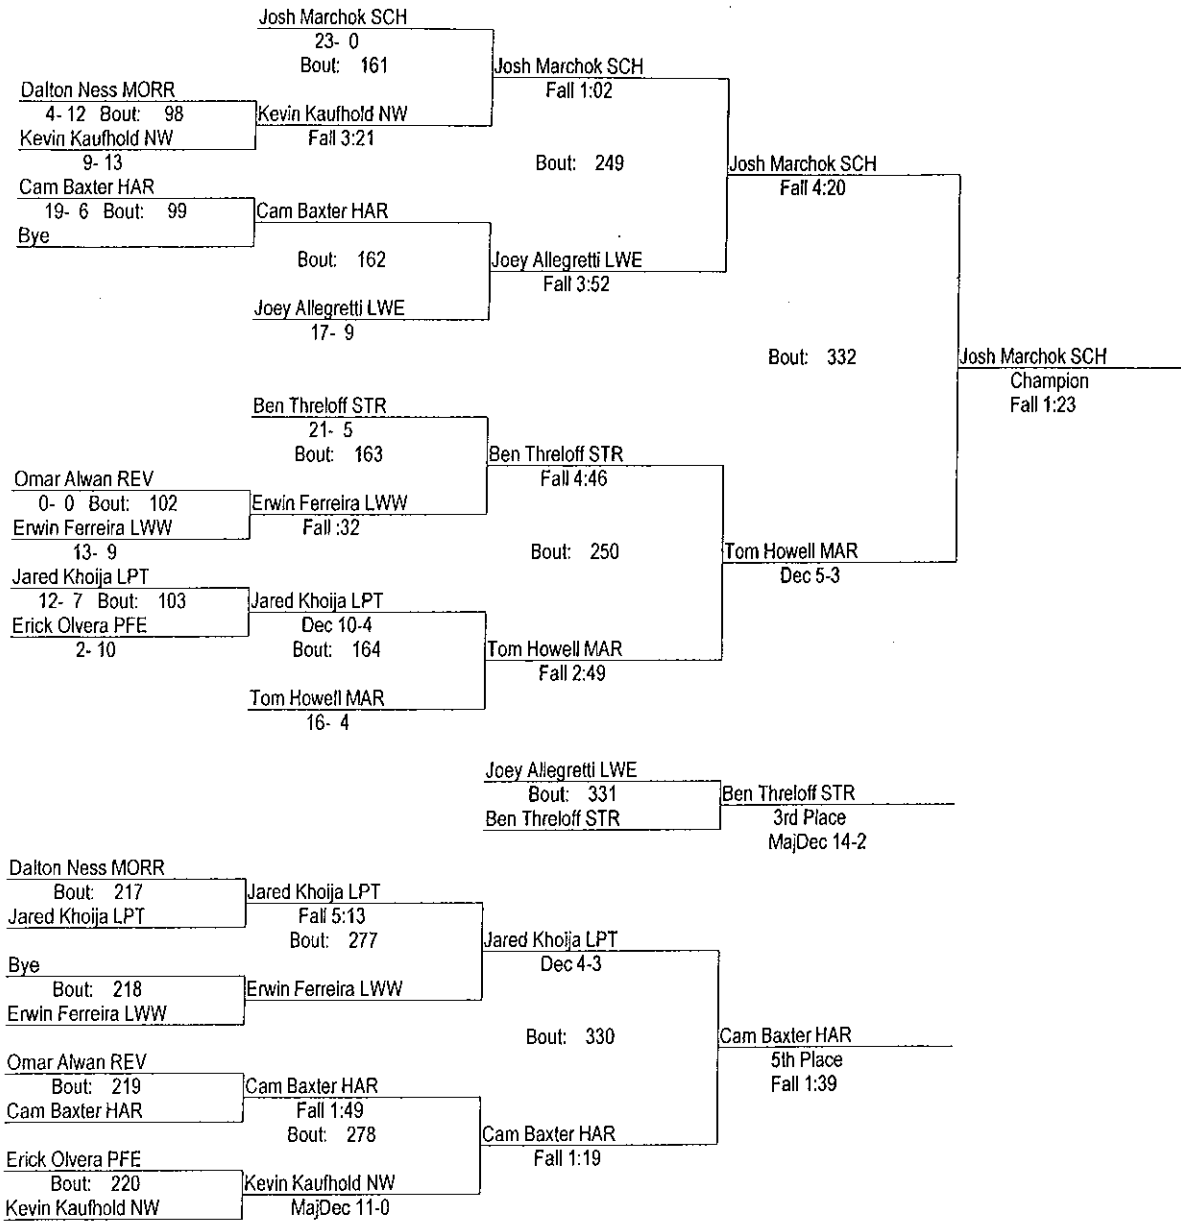 Josh Marchok SCH
23- 0
Bout: 161
Josh Marchok SCH
Fall 1:02
Dalton Ness MORR
4- 12 Bout: 98
Kevin Kaufhold NW
9- 13
Kevin Kaufhold NW
Fall 3:21
Bout: 249
Josh Marchok SCH
Fall 4:20
Cam Baxter HAR
19- 6 Bout: 99
Bye
Cam Baxter HAR
Bout: 162
Joey Allegretti LWE
Fall 3:52
Joey Allegretti LWE
17- 9
Bout: 332
Josh Marchok SCH
Champion
Fall 1:23
Ben Threloff STR
21- 5
Bout: 163
Ben Threloff STR
Fall 4:46
Omar Alwan REV
0- 0 Bout: 102
Erwin Ferreira LWW
13- 9
Erwin Ferreira LWW
Fall :32
Bout: 250
Tom Howell MAR
Dec 5-3
Jared Khoija LPT
12- 7 Bout: 103
Erick Olvera PFE
2- 10
Jared Khoija LPT
Dec 10-4
Bout: 164
Tom Howell MAR
Fall 2:49
Tom Howell MAR
16- 4
Joey Allegretti LWE
Bout: 331
Ben Threloff STR
Ben Threloff STR
3rd Place
MajDec 14-2
Dalton Ness MORR
Bout: 217
Jared Khoija LPT
Jared Khoija LPT
Fall 5:13
Bout: 277
Jared Khoija LPT
Dec 4-3
Bye
Bout: 218
Erwin Ferreira LWW
Erwin Ferreira LWW
Bout: 330
Cam Baxter HAR
5th Place
Fall 1:39
Omar Alwan REV
Bout: 219
Cam Baxter HAR
Cam Baxter HAR
Fall 1:49
Bout: 278
Cam Baxter HAR
Fall 1:19
Erick Olvera PFE
Bout: 220
Kevin Kaufhold NW
Kevin Kaufhold NW
MajDec 11-0